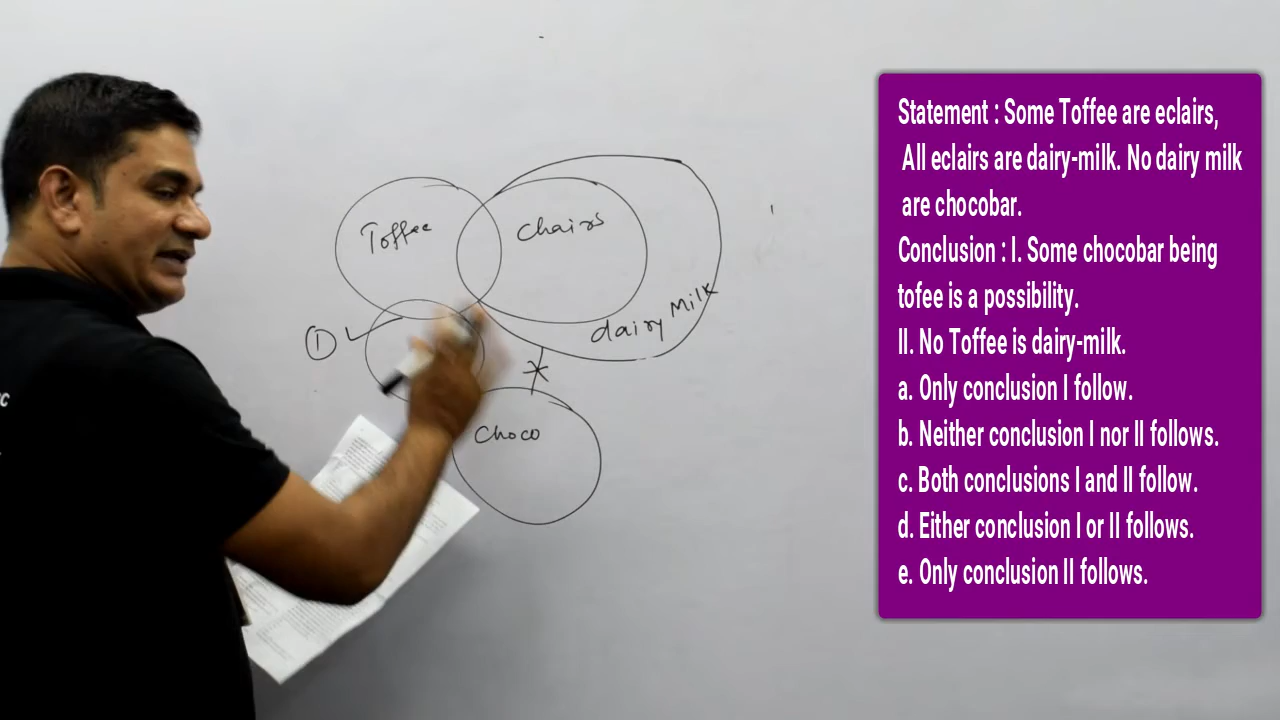 Toffee
Chairs
dairy Milk
①
Choco
Statement : Some Toffee are eclairs,
All eclairs are dairy-milk. No dairy milk
are chocobar.
Conclusion : I. Some chocobar being
tofee is a possibility.
II. No Toffee is dairy-milk.
a. Only conclusion I follow.
b. Neither conclusion I nor II follows.
c. Both conclusions I and II follow.
d. Either conclusion I or II follows.
e. Only conclusion II follows.